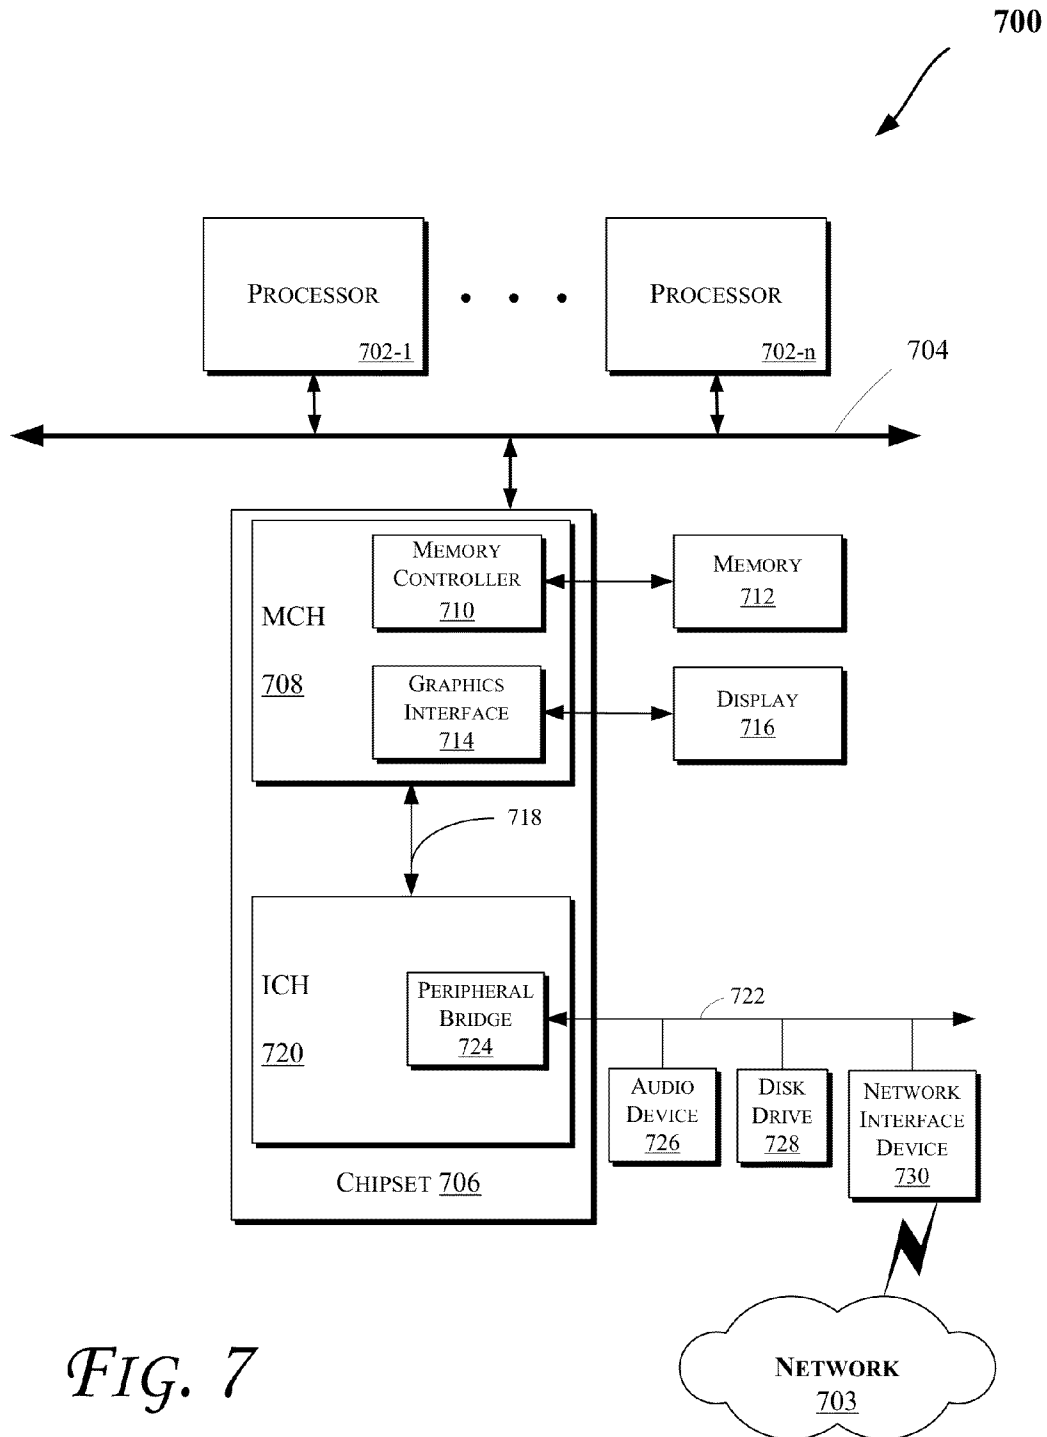 700
PROCESSOR
702-1
PROCESSOR
702-n
704
MCH
708
MEMORY
CONTROLLER
710
MEMORY
712
GRAPHICS
INTERFACE
714
DISPLAY
716
718
ICH
720
PERIPHERAL
BRIDGE
724
722
AUDIO
DEVICE
726
DISK
DRIVE
728
NETWORK
INTERFACE
DEVICE
730
CHIPSET 706
NETWORK
703
FIG. 7